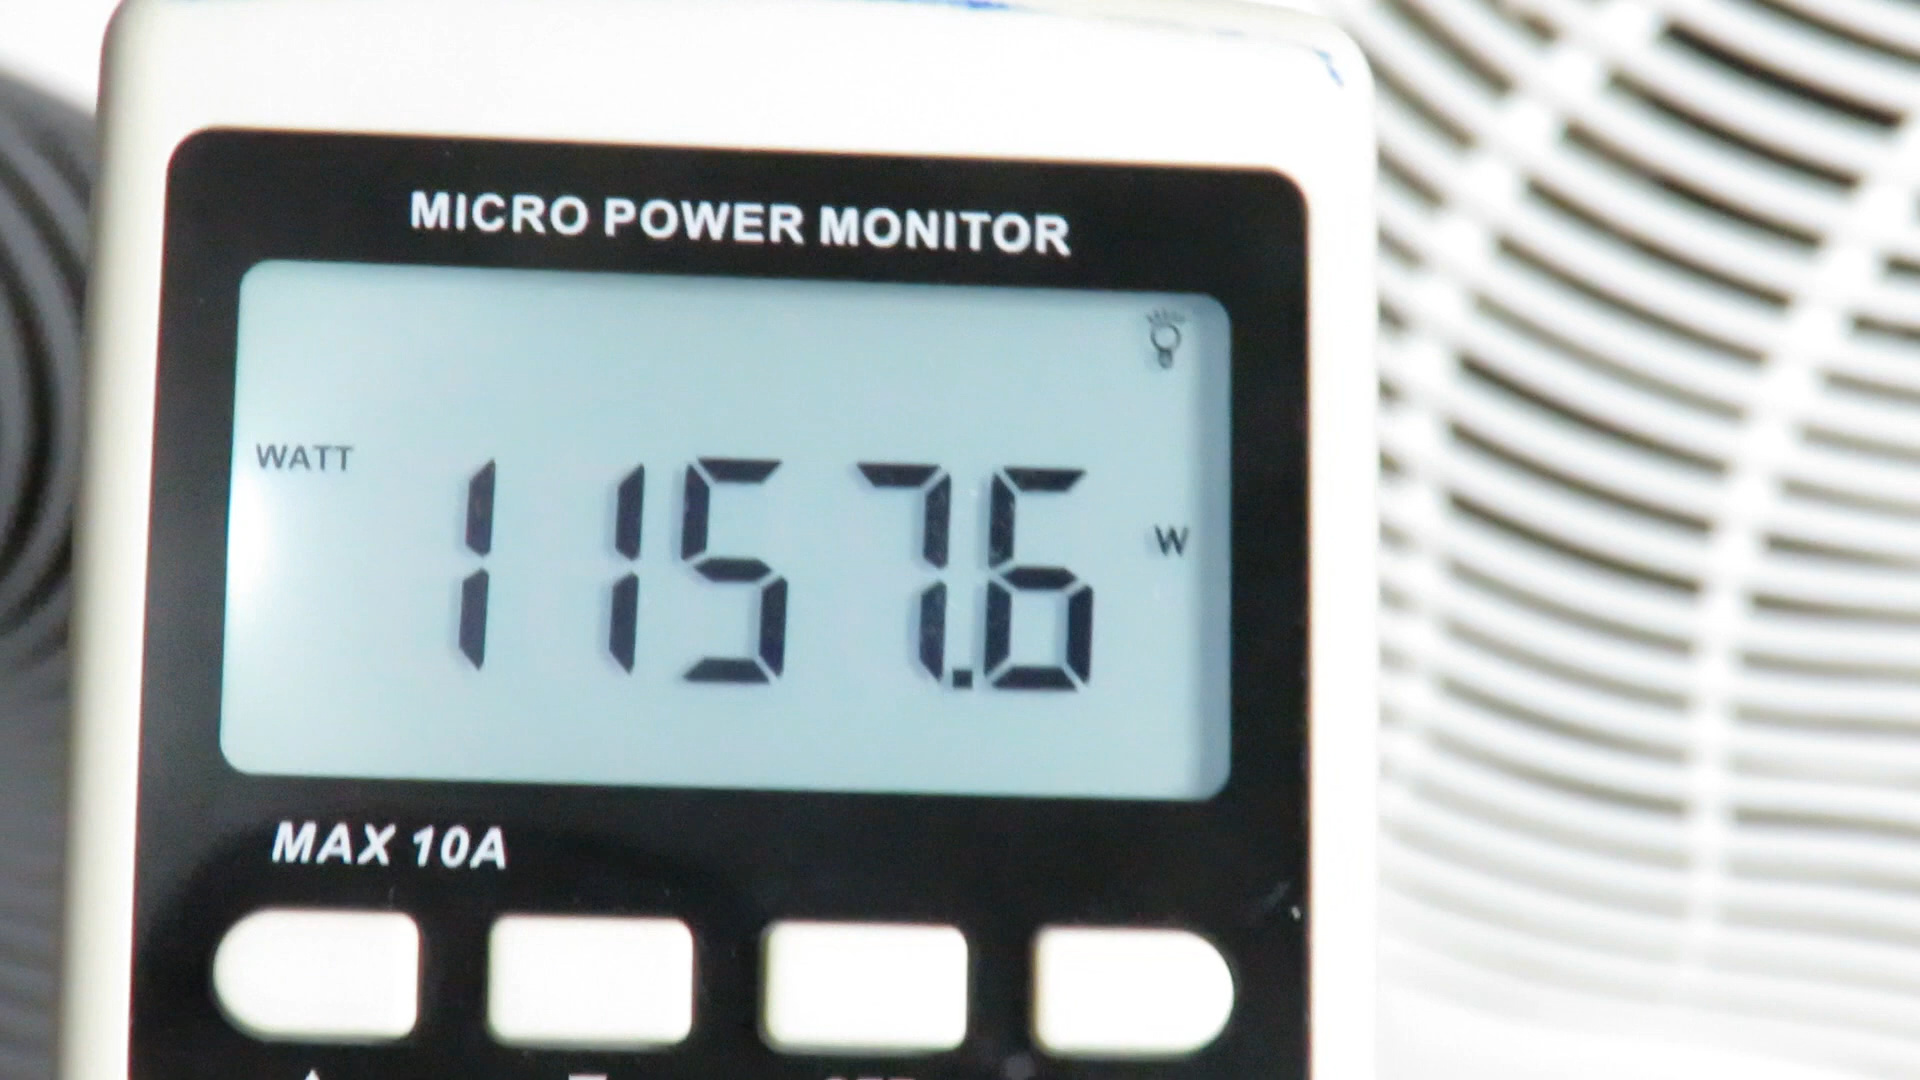 MICRO POWER MONITOR
WATT
1157.6 W
MAX 10A